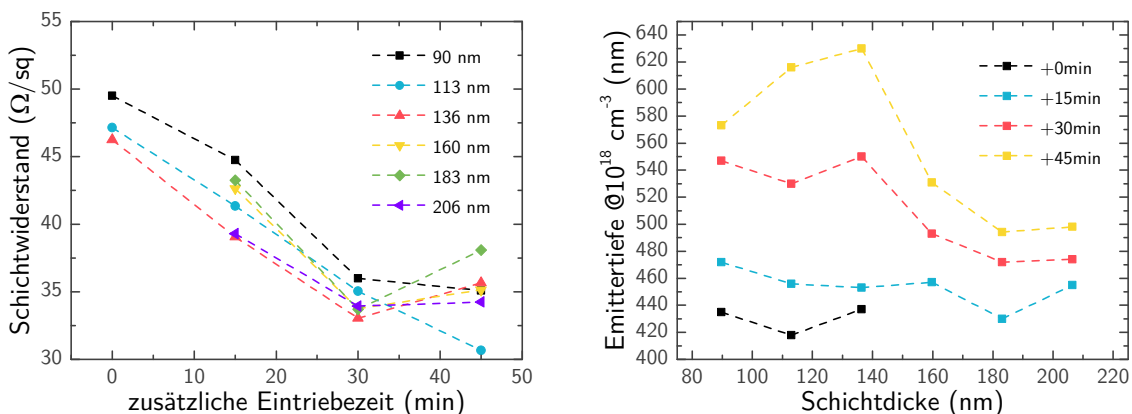 55
50
45
40
35
30
Schichtwiderstand (Ω/sq)
90 nm
113 nm
136 nm
160 nm
183 nm
206 nm
0 10 20 30 40 50
zusätzliche Eintriebezeit (min)
640
620
600
580
560
540
520
500
480
460
440
420
400
Emittertiefe @10¹⁸ cm⁻³ (nm)
+0min
+15min
+30min
+45min
80 100 120 140 160 180 200 220
Schichtdicke (nm)